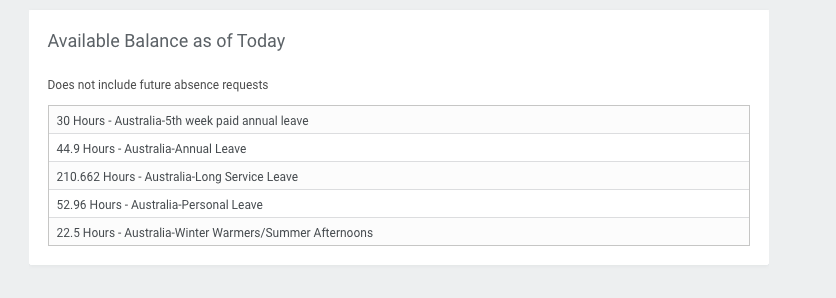 Available Balance as of Today
Does not include future absence requests
30 Hours - Australia-5th week paid annual leave
44.9 Hours - Australia-Annual Leave
210.662 Hours - Australia-Long Service Leave
52.96 Hours - Australia-Personal Leave
22.5 Hours - Australia-Winter Warmers/Summer Afternoons